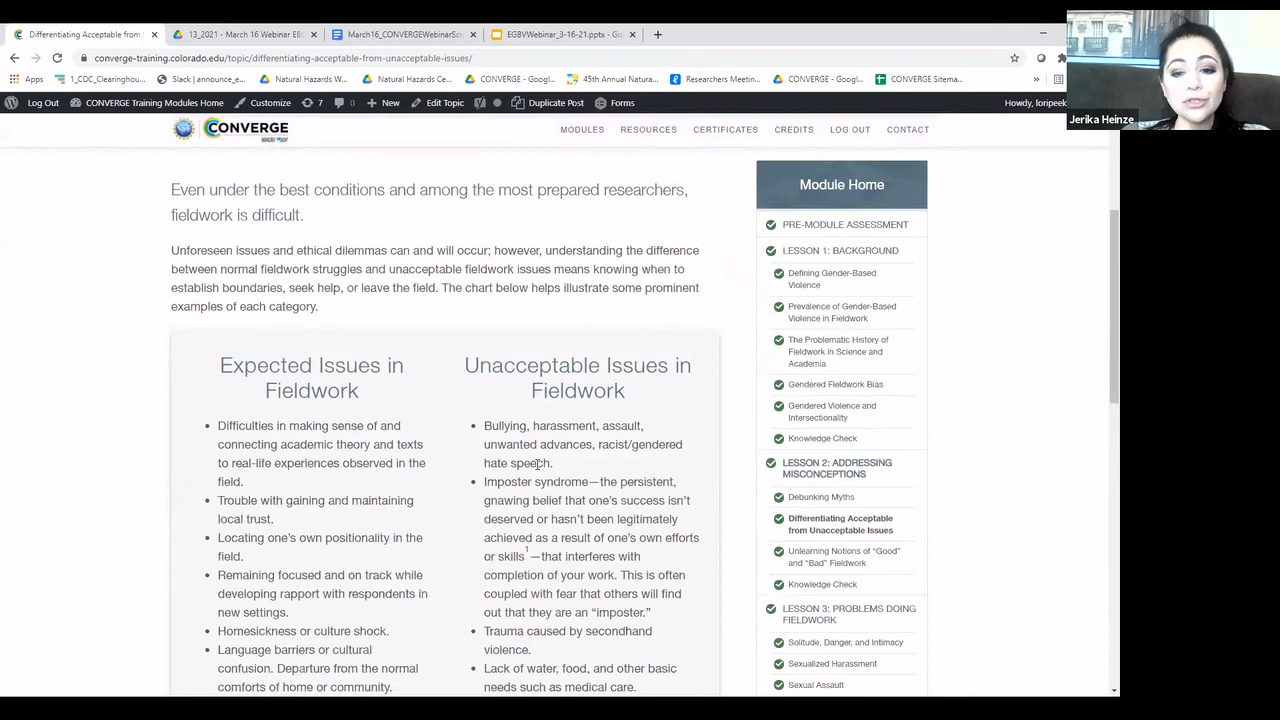 Differentiating Acceptable from
13_2021 - March 16 Webinar EB
March 16_CONVERGEWebinarSc
EGBVWebinar_3-16-21.pptx - Go
converge-training.colorado.edu/topic/differentiating-acceptable-from-unacceptable-issues/
Apps
1_CDC_Clearinghou...
Slack | announce_e...
Natural Hazards W...
Natural Hazards Ce...
CONVERGE - Googl...
45th Annual Natura...
Researchers Meetin...
CONVERGE - Googl...
CONVERGE Sitema...
Log Out
CONVERGE Training Modules Home
Customize
7
0
New
Edit Topic
Duplicate Post
Forms
Howdy, loripeek
Jerika Heinze
CONVERGE
MODULES
RESOURCES
CERTIFICATES
CREDITS
LOG OUT
CONTACT
Even under the best conditions and among the most prepared researchers,
fieldwork is difficult.
Unforeseen issues and ethical dilemmas can and will occur; however, understanding the difference
between normal fieldwork struggles and unacceptable fieldwork issues means knowing when to
establish boundaries, seek help, or leave the field. The chart below helps illustrate some prominent
examples of each category.
Expected Issues in
Fieldwork
• Difficulties in making sense of and
connecting academic theory and texts
to real-life experiences observed in the
field.
• Trouble with gaining and maintaining
local trust.
• Locating one's own positionality in the
field.
• Remaining focused and on track while
developing rapport with respondents in
new settings.
• Homesickness or culture shock.
• Language barriers or cultural
confusion. Departure from the normal
comforts of home or community.
Unacceptable Issues in
Fieldwork
• Bullying, harassment, assault,
unwanted advances, racist/gendered
hate speech.
• Imposter syndrome—the persistent,
gnawing belief that one's success isn't
deserved or hasn't been legitimately
achieved as a result of one's own efforts
or skills1—that interferes with
completion of your work. This is often
coupled with fear that others will find
out that they are an “imposter.”
• Trauma caused by secondhand
violence.
• Lack of water, food, and other basic
needs such as medical care.
Module Home
PRE-MODULE ASSESSMENT
LESSON 1: BACKGROUND
Defining Gender-Based
Violence
Prevalence of Gender-Based
Violence in Fieldwork
The Problematic History of
Fieldwork in Science and
Academia
Gendered Fieldwork Bias
Gendered Violence and
Intersectionality
Knowledge Check
LESSON 2: ADDRESSING
MISCONCEPTIONS
Debunking Myths
Differentiating Acceptable
from Unacceptable Issues
Unlearning Notions of “Good”
and “Bad” Fieldwork
Knowledge Check
LESSON 3: PROBLEMS DOING
FIELDWORK
Solitude, Danger, and Intimacy
Sexualized Harassment
Sexual Assault